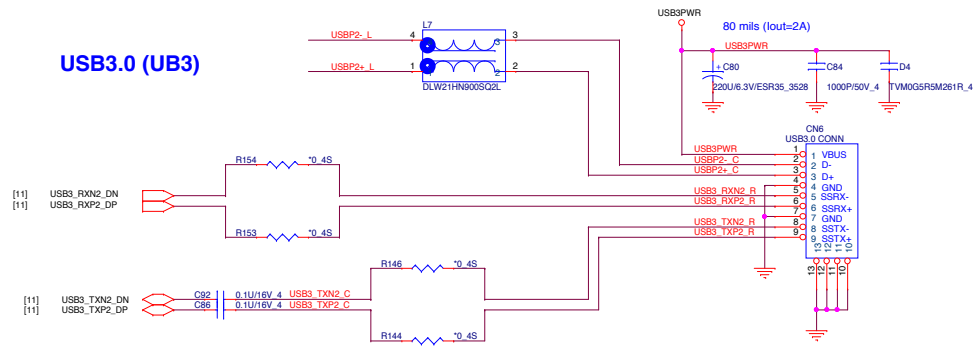 USB3PWR
80 mils (Iout=2A)
L7
USBP2-_L 4 3
USB3PWR
USB3.0 (UB3)
3
+ C80 C84 D4
USBP2+_L 1 2
2
DLW21HN900SQ2L
220U/6.3V/ESR35_3528 1000P/50V_4 TVM0G5R5M261R_4
CN6
USB3.0 CONN
USB3PWR 1 1 VBUS
R154 *0_4S
USBP2-_C 2 2 D-
USBP2+_C 3 3 D+
4 4 GND
[11] USB3_RXN2_DN USB3_RXN2_R 5 5 SSRX-
[11] USB3_RXP2_DP USB3_RXP2_R 6 6 SSRX+
7 7 GND
USB3_TXN2_R 8 8 SSTX-
USB3_TXP2_R 9 9 SSTX+
R153 *0_4S
13 12 11 10
13 12 11 10
R146 *0_4S
[11] USB3_TXN2_DN C92 0.1U/16V_4 USB3_TXN2_C
[11] USB3_TXP2_DP C86 0.1U/16V_4 USB3_TXP2_C
R144 *0_4S